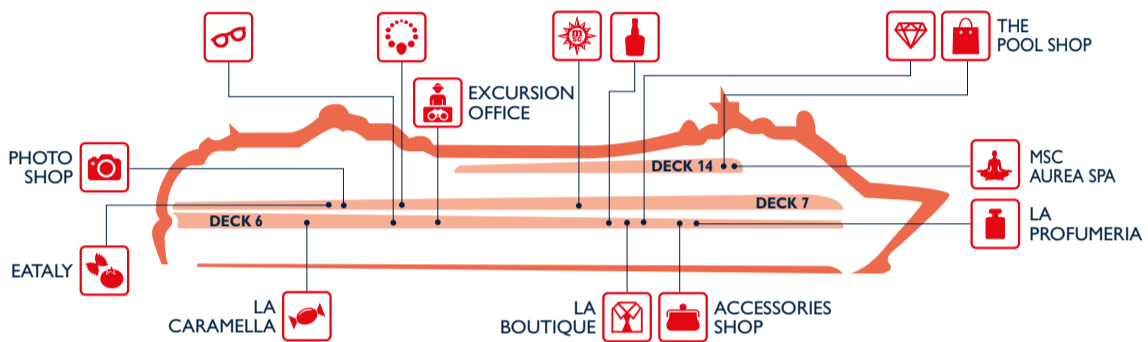 THE
POOL SHOP
msc
EXCURSION
OFFICE
PHOTO
SHOP
DECK 14
MSC
AUREA SPA
DECK 7
DECK 6
LA
PROFUMERIA
EATALY
LA
CARAMELLA
LA
BOUTIQUE
ACCESSORIES
SHOP